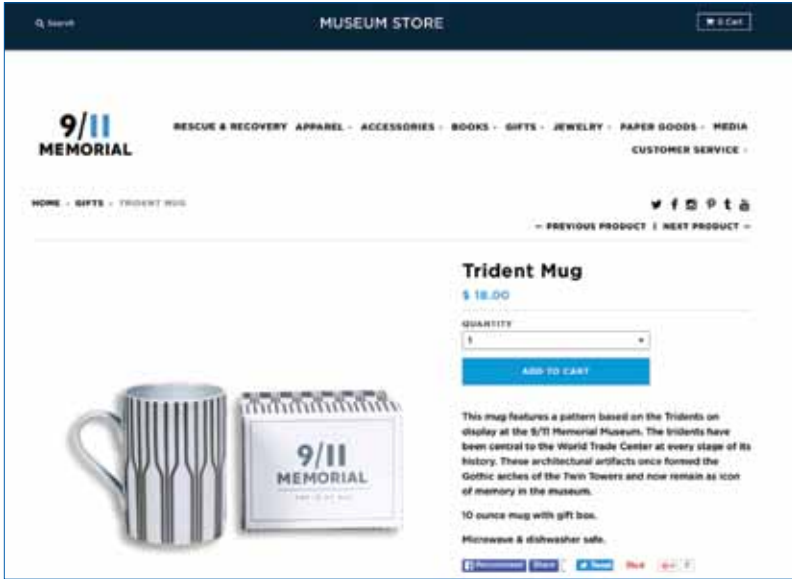 Search
MUSEUM STORE
0 Cart
9/11
MEMORIAL
RESCUE & RECOVERY APPAREL ACCESSORIES BOOKS GIFTS JEWELRY PAPER GOODS MEDIA
CUSTOMER SERVICE
HOME GIFTS TRIDENT MUG
PREVIOUS PRODUCT | NEXT PRODUCT
Trident Mug
$ 18.00
QUANTITY
1
ADD TO CART
This mug features a pattern based on the Tridents on
display at the 9/11 Memorial Museum. The tridents have
been central to the World Trade Center at every stage of its
history. These architectural artifacts once formed the
Gothic arches of the Twin Towers and now remain as icon
of memory in the museum.
10 ounce mug with gift box.
Microwave & dishwasher safe.
Recommend Share Tweet
9/11
MEMORIAL